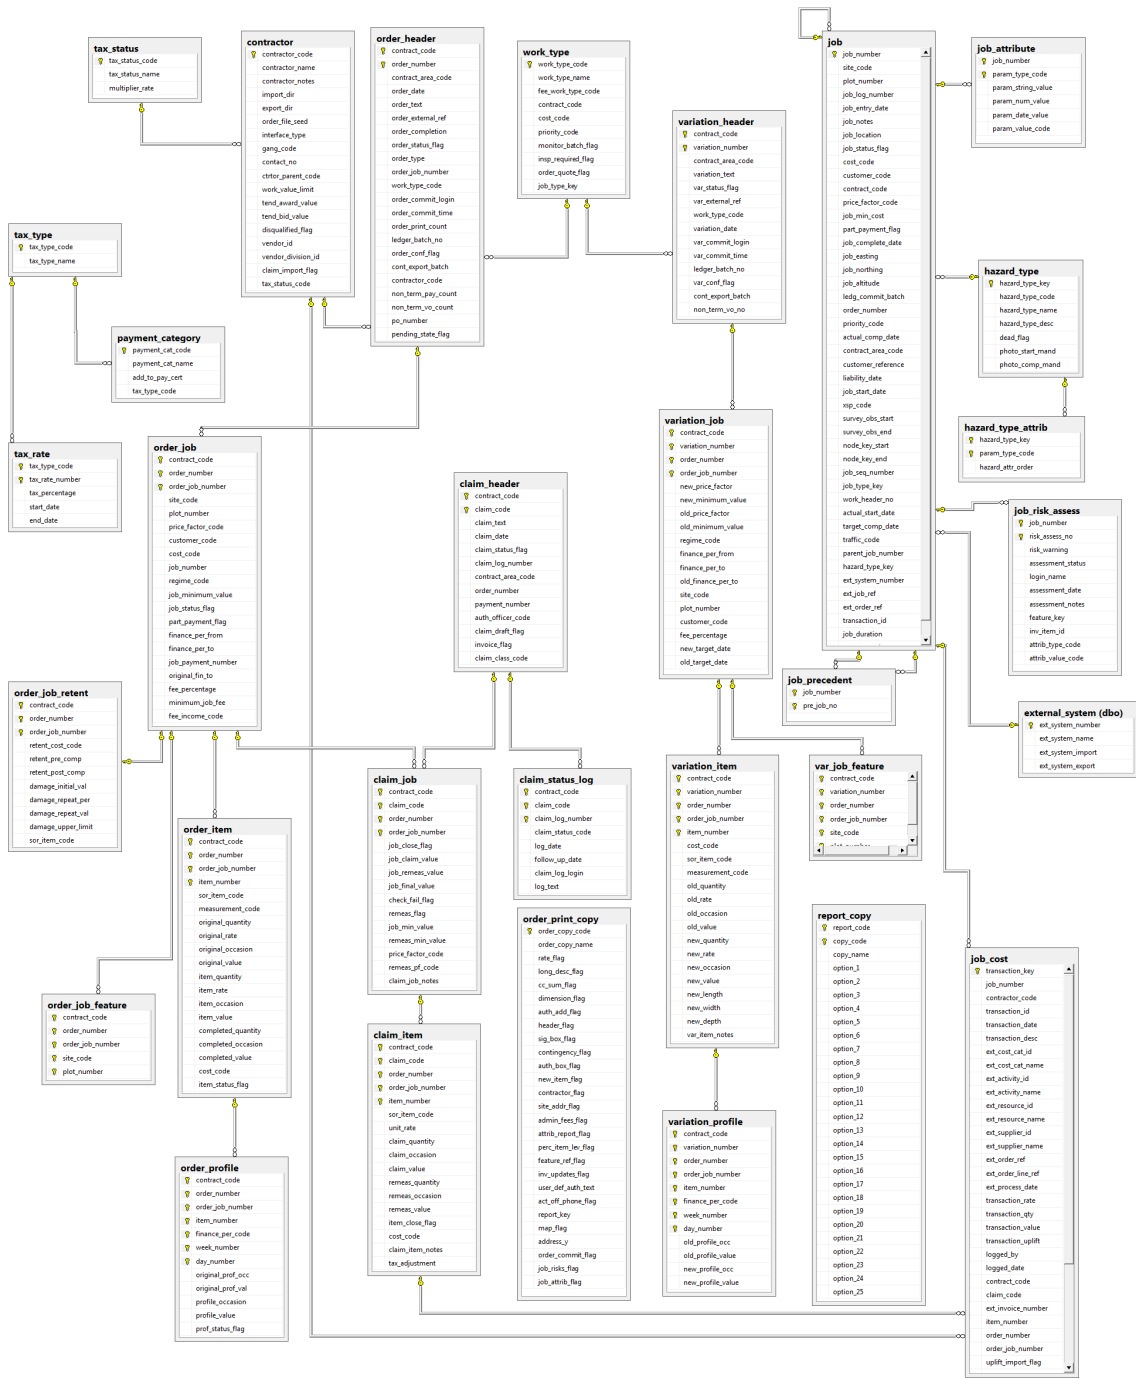 tax_status
tax_status_code
tax_status_name
multiplier_rate
contractor
contractor_code
contractor_name
contractor_notes
import_dir
export_dir
order_file_seed
interface_type
gang_code
contact_no
ctrtor_parent_code
work_value_limit
tend_award_value
tend_bid_value
disqualified_flag
vendor_id
vendor_division_id
claim_import_flag
tax_status_code
order_header
contract_code
order_number
contract_area_code
order_date
order_text
order_external_ref
order_completion
order_status_flag
order_type
order_job_number
work_type_code
order_commit_login
order_commit_time
order_print_count
ledger_batch_no
order_conf_flag
cont_export_batch
contractor_code
non_term_pay_count
non_term_vo_count
po_number
pending_state_flag
work_type
work_type_code
work_type_name
fee_work_type_code
contract_code
cost_code
priority_code
monitor_batch_flag
insp_required_flag
order_quote_flag
job_type_key
variation_header
contract_code
variation_number
contract_area_code
variation_text
var_status_flag
var_external_ref
work_type_code
variation_date
var_commit_login
var_commit_time
ledger_batch_no
var_conf_flag
cont_export_batch
non_term_vo_no
job
job_number
site_code
plot_number
job_log_number
job_entry_date
job_notes
job_location
job_status_flag
cost_code
customer_code
contract_code
price_factor_code
job_min_cost
part_payment_flag
job_complete_date
job_easting
job_northing
job_altitude
ledg_commit_batch
order_number
priority_code
actual_comp_date
contract_area_code
customer_reference
liability_date
job_start_date
xsp_code
survey_obs_start
survey_obs_end
node_key_start
node_key_end
job_seq_number
job_type_key
work_header_no
actual_start_date
target_comp_date
traffic_code
parent_job_number
hazard_type_key
ext_system_number
ext_job_ref
ext_order_ref
transaction_id
job_duration
job_attribute
job_number
param_type_code
param_string_value
param_num_value
param_date_value
param_value_code
tax_type
tax_type_code
tax_type_name
hazard_type
hazard_type_key
hazard_type_code
hazard_type_name
hazard_type_desc
dead_flag
photo_start_mand
photo_comp_mand
payment_category
payment_cat_code
payment_cat_name
add_to_pay_cert
tax_type_code
hazard_type_attrib
hazard_type_key
param_type_code
hazard_attr_order
tax_rate
tax_type_code
tax_rate_number
tax_percentage
start_date
end_date
order_job
contract_code
order_number
order_job_number
site_code
plot_number
price_factor_code
customer_code
cost_code
job_number
regime_code
job_minimum_value
job_status_flag
part_payment_flag
finance_per_from
finance_per_to
job_payment_number
original_fin_to
fee_percentage
minimum_job_fee
fee_income_code
claim_header
contract_code
claim_code
claim_text
claim_date
claim_status_flag
claim_log_number
contract_area_code
order_number
payment_number
auth_officer_code
claim_draft_flag
invoice_flag
claim_class_code
variation_job
contract_code
variation_number
order_number
order_job_number
new_price_factor
new_minimum_value
old_price_factor
old_minimum_value
regime_code
finance_per_from
finance_per_to
old_finance_per_to
site_code
plot_number
customer_code
fee_percentage
new_target_date
old_target_date
job_risk_assess
job_number
risk_assess_no
risk_warning
assessment_status
login_name
assessment_date
assessment_notes
feature_key
inv_item_id
attrib_type_code
attrib_value_code
job_precedent
job_number
pre_job_no
order_job_retent
contract_code
order_number
order_job_number
retent_cost_code
retent_pre_comp
retent_post_comp
damage_initial_val
damage_repeat_per
damage_repeat_val
damage_upper_limit
sor_item_code
external_system (dbo)
ext_system_number
ext_system_name
ext_system_import
ext_system_export
claim_job
contract_code
claim_code
order_number
order_job_number
job_close_flag
job_claim_value
job_remeas_value
job_final_value
check_fail_flag
remeas_flag
job_min_value
remeas_min_value
price_factor_code
remeas_pf_code
claim_job_notes
claim_status_log
contract_code
claim_code
claim_log_number
claim_status_code
log_date
follow_up_date
claim_log_login
log_text
variation_item
contract_code
variation_number
order_number
order_job_number
item_number
cost_code
sor_item_code
measurement_code
old_quantity
old_rate
old_occasion
old_value
new_quantity
new_rate
new_occasion
new_value
new_length
new_width
new_depth
var_item_notes
var_job_feature
contract_code
variation_number
order_number
order_job_number
site_code
order_item
contract_code
order_number
order_job_number
item_number
sor_item_code
measurement_code
original_quantity
original_rate
original_occasion
original_value
item_quantity
item_rate
item_occasion
item_value
completed_quantity
completed_occasion
completed_value
cost_code
item_status_flag
order_print_copy
order_copy_code
order_copy_name
rate_flag
long_desc_flag
cc_sum_flag
dimension_flag
auth_add_flag
header_flag
sig_box_flag
contingency_flag
auth_box_flag
new_item_flag
contractor_flag
site_addr_flag
admin_fees_flag
attrib_report_flag
perc_item_lev_flag
feature_ref_flag
inv_updates_flag
user_def_auth_text
act_off_phone_flag
report_key
map_flag
address_y
order_commit_flag
job_risks_flag
job_attrib_flag
report_copy
report_code
copy_code
copy_name
option_1
option_2
option_3
option_4
option_5
option_6
option_7
option_8
option_9
option_10
option_11
option_12
option_13
option_14
option_15
option_16
option_17
option_18
option_19
option_20
option_21
option_22
option_23
option_24
option_25
job_cost
transaction_key
job_number
contractor_code
transaction_id
transaction_date
transaction_desc
ext_cost_cat_id
ext_cost_cat_name
ext_activity_id
ext_activity_name
ext_resource_id
ext_resource_name
ext_supplier_id
ext_supplier_name
ext_order_ref
ext_order_line_ref
ext_process_date
transaction_rate
transaction_qty
transaction_value
transaction_uplift
logged_by
logged_date
contract_code
claim_code
ext_invoice_number
item_number
order_number
order_job_number
uplift_import_flag
order_job_feature
contract_code
order_number
order_job_number
site_code
plot_number
claim_item
contract_code
claim_code
order_number
order_job_number
item_number
sor_item_code
unit_rate
claim_quantity
claim_occasion
claim_value
remeas_quantity
remeas_occasion
remeas_value
item_close_flag
cost_code
claim_item_notes
tax_adjustment
variation_profile
contract_code
variation_number
order_number
order_job_number
item_number
finance_per_code
week_number
day_number
old_profile_occ
old_profile_value
new_profile_occ
new_profile_value
order_profile
contract_code
order_number
order_job_number
item_number
finance_per_code
week_number
day_number
original_prof_occ
original_prof_val
profile_occasion
profile_value
prof_status_flag